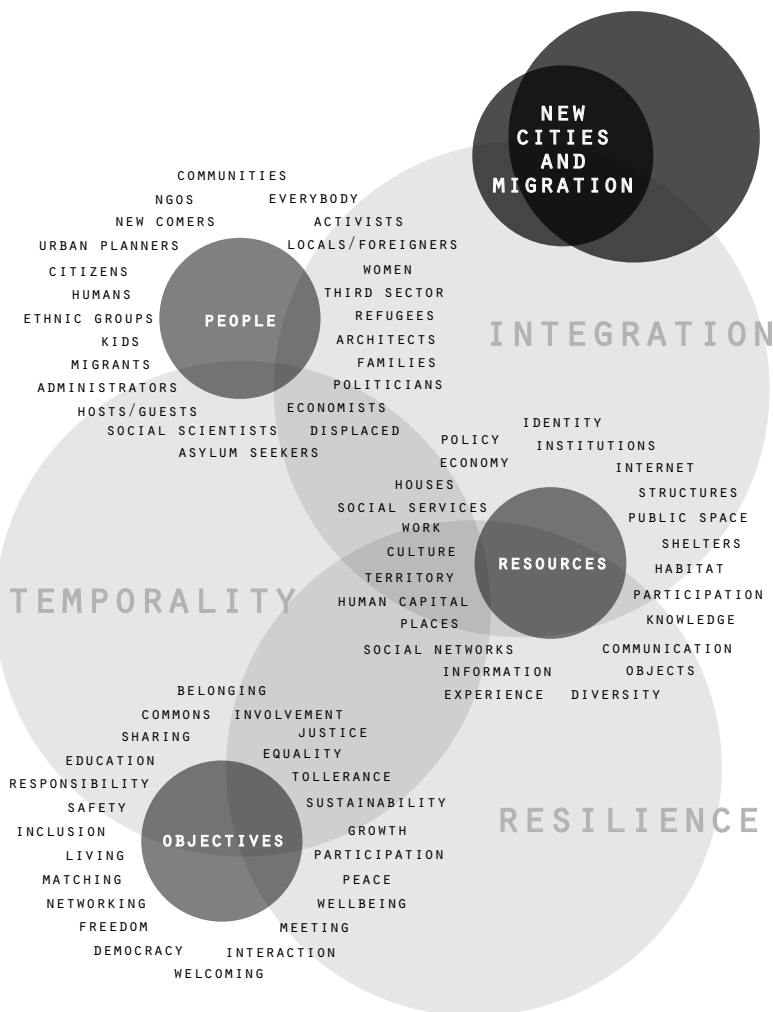 NEW
CITIES
AND
MIGRATION
COMMUNITIES
NGOS
EVERYBODY
NEW COMERS
ACTIVISTS
URBAN PLANNERS
LOCALS/FOREIGNERS
CITIZENS
WOMEN
HUMANS
THIRD SECTOR
ETHNIC GROUPS
PEOPLE
REFUGEES
KIDS
ARCHITECTS
INTEGRATION
MIGRANTS
FAMILIES
ADMINISTRATORS
POLITICIANS
HOSTS/GUESTS
ECONOMISTS
SOCIAL SCIENTISTS
DISPLACED
ASYLUM SEEKERS
IDENTITY
POLICY
INSTITUTIONS
ECONOMY
INTERNET
HOUSES
STRUCTURES
SOCIAL SERVICES
PUBLIC SPACE
WORK
SHELTERS
CULTURE
RESOURCES
HABITAT
TERRITORY
PARTICIPATION
HUMAN CAPITAL
KNOWLEDGE
PLACES
TEMPORALITY
SOCIAL NETWORKS
COMMUNICATION
INFORMATION
OBJECTS
EXPERIENCE
DIVERSITY
BELONGING
COMMONS
INVOLVEMENT
SHARING
JUSTICE
EDUCATION
EQUALITY
RESPONSIBILITY
TOLLERANCE
SAFETY
SUSTAINABILITY
RESILIENCE
INCLUSION
OBJECTIVES
GROWTH
LIVING
PARTICIPATION
MATCHING
PEACE
NETWORKING
WELLBEING
FREEDOM
MEETING
DEMOCRACY
INTERACTION
WELCOMING